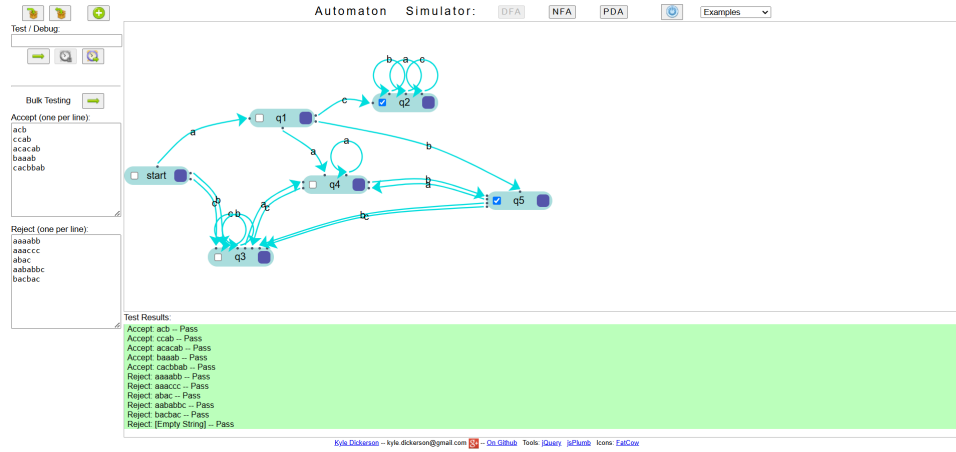 Automaton Simulator: DFA NFA PDA Examples
Test / Debug:
Bulk Testing
Accept (one per line):
acb
ccab
acacab
baaab
cacbbab
Reject (one per line):
aaaabb
aaaccc
abac
aababbc
bacbac
b a c
q2
c
q1
a
b
a
a
start
q4
b
a
q5
c b
a
c
b c
c b
q3
Test Results:
Accept: acb -- Pass
Accept: ccab -- Pass
Accept: acacab -- Pass
Accept: baaab -- Pass
Accept: cacbbab -- Pass
Reject: aaaabb -- Pass
Reject: aaaccc -- Pass
Reject: abac -- Pass
Reject: aababbc -- Pass
Reject: bacbac -- Pass
Reject: [Empty String] -- Pass
Kyle Dickerson -- kyle.dickerson@gmail.com g+ -- On Github Tools: jQuery jsPlumb Icons: FatCow